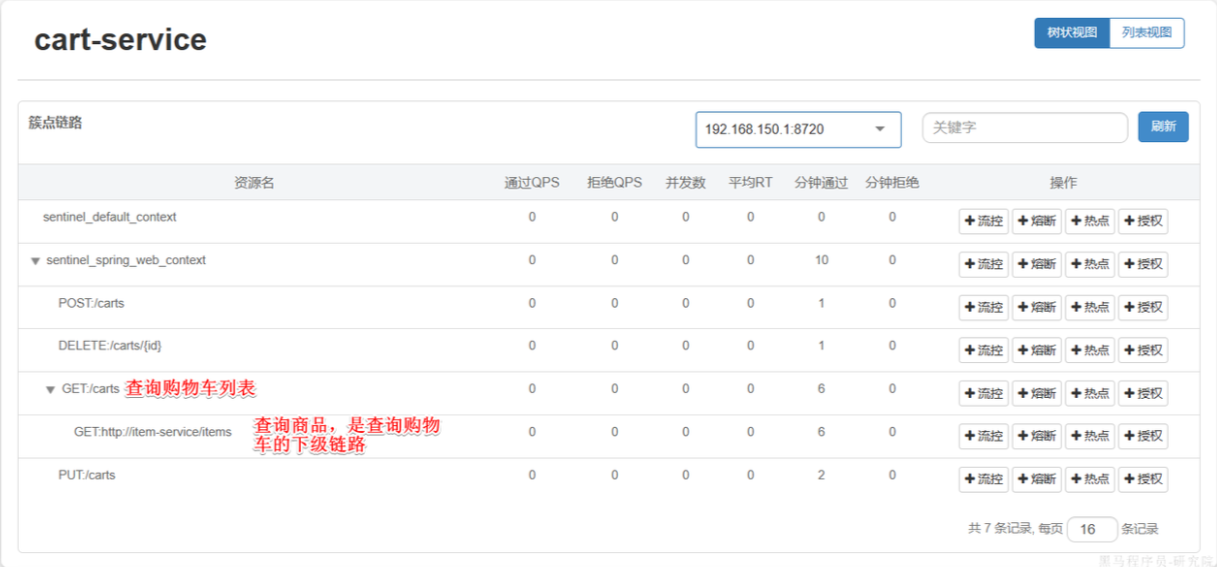 cart-service
树状视图 列表视图
簇点链路
192.168.150.1:8720
关键字
刷新
资源名 通过QPS 拒绝QPS 并发数 平均RT 分钟通过 分钟拒绝 操作
sentinel_default_context 0 0 0 0 0 0 +流控 +熔断 +热点 +授权
sentinel_spring_web_context 0 0 0 0 10 0 +流控 +熔断 +热点 +授权
POST:/carts 0 0 0 0 1 0 +流控 +熔断 +热点 +授权
DELETE:/carts/{id} 0 0 0 0 1 0 +流控 +熔断 +热点 +授权
GET:/carts 查询购物车列表 0 0 0 0 6 0 +流控 +熔断 +热点 +授权
GET:http://item-service/items 0 0 0 0 6 0 +流控 +熔断 +热点 +授权
查询商品，是查询购物
车的下级链路
PUT:/carts 0 0 0 0 2 0 +流控 +熔断 +热点 +授权
共 7 条记录, 每页 16 条记录
黑马程序员-研究院